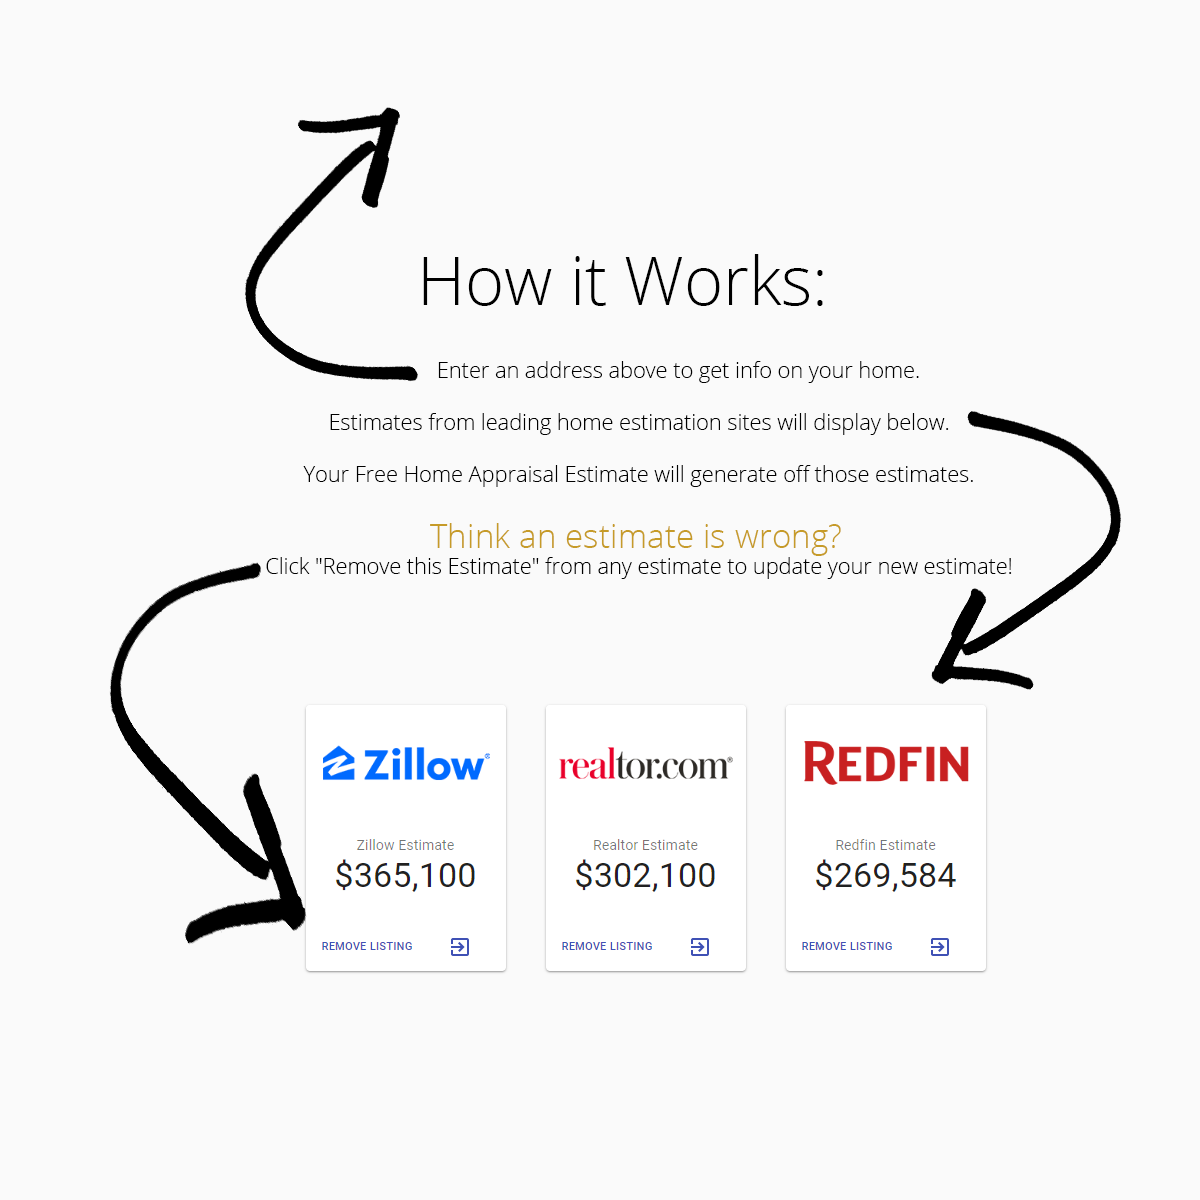 How it Works:
Enter an address above to get info on your home.
Estimates from leading home estimation sites will display below.
Your Free Home Appraisal Estimate will generate off those estimates.
Think an estimate is wrong?
Click "Remove this Estimate" from any estimate to update your new estimate!
Zillow®
Zillow Estimate
$365,100
REMOVE LISTING
realtor.com®
Realtor Estimate
$302,100
REMOVE LISTING
REDFIN
Redfin Estimate
$269,584
REMOVE LISTING